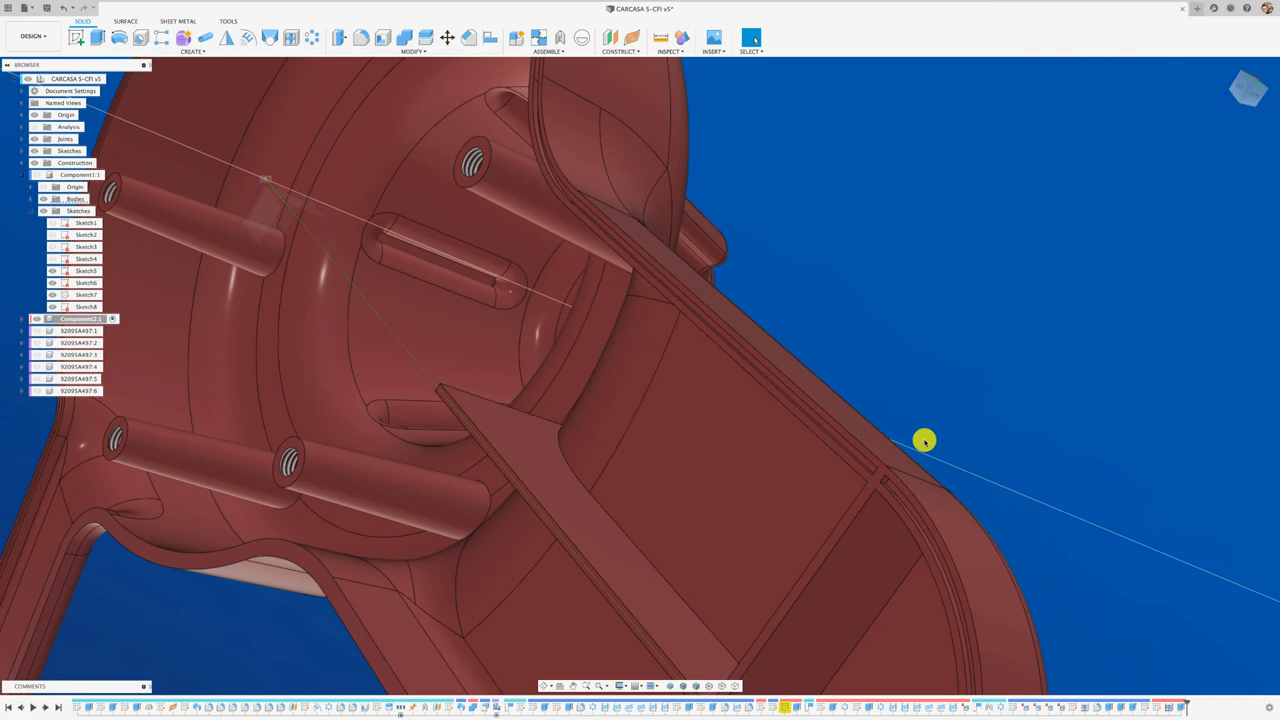 CARCASA S-CFI v5*
DESIGN
SOLID SURFACE SHEET METAL TOOLS
CREATE MODIFY ASSEMBLE CONSTRUCT INSPECT INSERT SELECT
BROWSER
CARCASA S-CFI v5
Document Settings
Named Views
Origin
Analysis
Joints
Sketches
Construction
Component1:1
Origin
Bodies
Sketches
Sketch1
Sketch2
Sketch3
Sketch4
Sketch5
Sketch6
Sketch7
Sketch8
Component2:1
92095A497:1
92095A497:2
92095A497:3
92095A497:4
92095A497:5
92095A497:6
COMMENTS